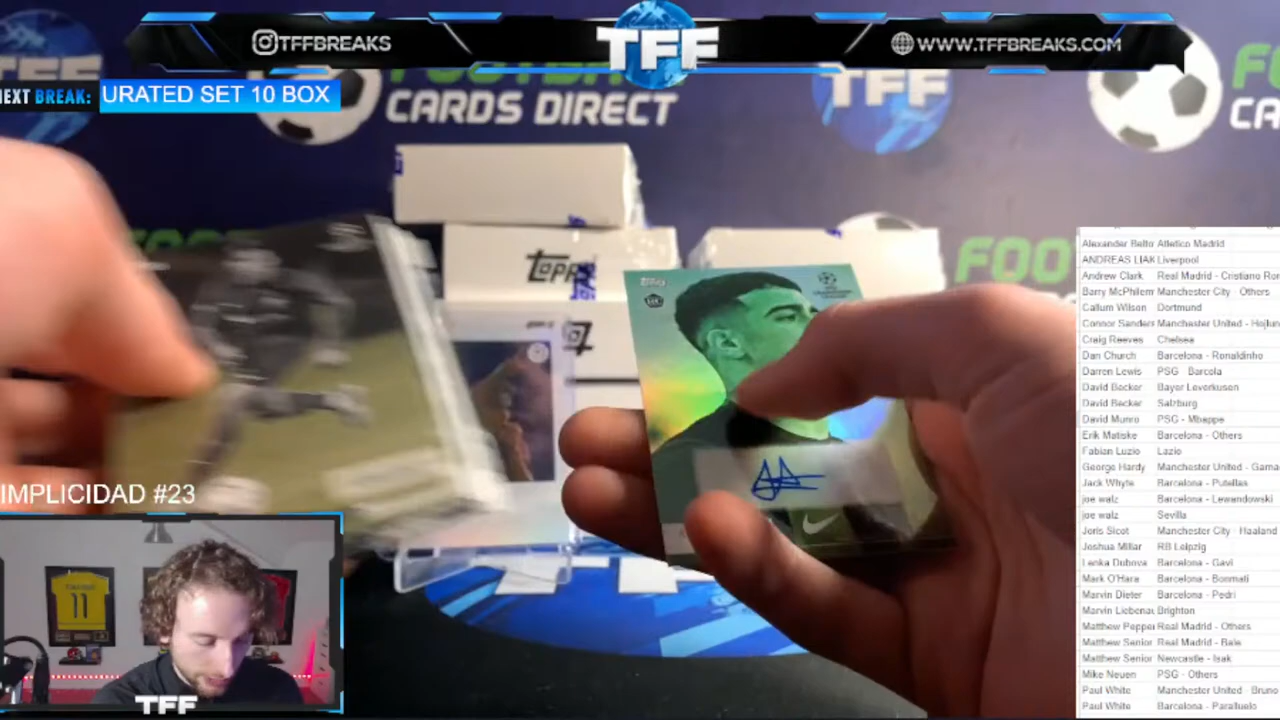 TFFBREAKS
TFF
WWW.TFFBREAKS.COM
NEXT BREAK: URATED SET 10 BOX
CARDS DIRECT
TFF
CA
FOO
topps
IMPLICIDAD #23
11
TFF
Atletico Madrid
ANDREAS LIAK Liverpool
Andrew Clark Real Madrid - Cristiano Ron
Barry McPhilem Manchester City - Others
Callum Wilson Dortmund
Connor Sanders Manchester United - Hojlun
Craig Reeves Chelsea
Dan Church Barcelona - Ronaldinho
Darren Lewis PSG - Barcola
David Becker Bayer Leverkusen
David Becker Salzburg
David Munro PSG - Mbappe
Erik Matiske Barcelona - Others
Fabian Luzio Lazio
George Hardy Manchester United - Garna
Jack Whyte Barcelona - Putellas
joe walz Barcelona - Lewandowski
joe walz Sevilla
Joris Sicot Manchester City - Haaland
Joshua Millar RB Leipzig
Lenka Dubova Barcelona - Gavi
Mark O'Hara Barcelona - Bonmati
Marvin Dieter Barcelona - Pedri
Marvin Liebenau Brighton
Matthew Pepper Real Madrid - Others
Matthew Senior Real Madrid - Bale
Matthew Senior Newcastle - Isak
Mike Neuen PSG - Others
Paul White Manchester United - Bruno
Paul White Barcelona - Paralluelo